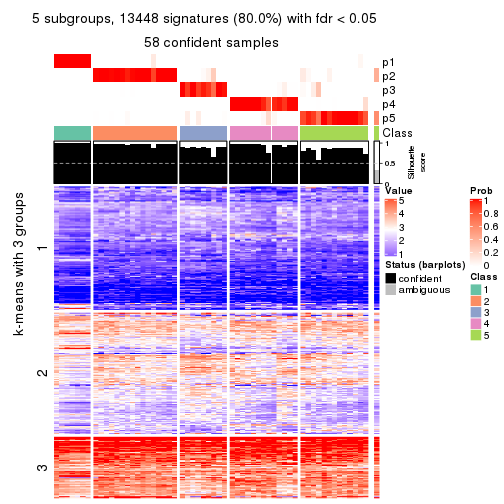 5 subgroups, 13448 signatures (80.0%) with fdr < 0.05
58 confident samples
p1
p2
p3
p4
p5
Class
1
0.5
0
Silhouette
score
k-means with 3 groups
1
2
3
Value
5
4
3
2
1
Status (barplots)
confident
ambiguous
Prob
1
0.8
0.6
0.4
0.2
0
Class
1
2
3
4
5